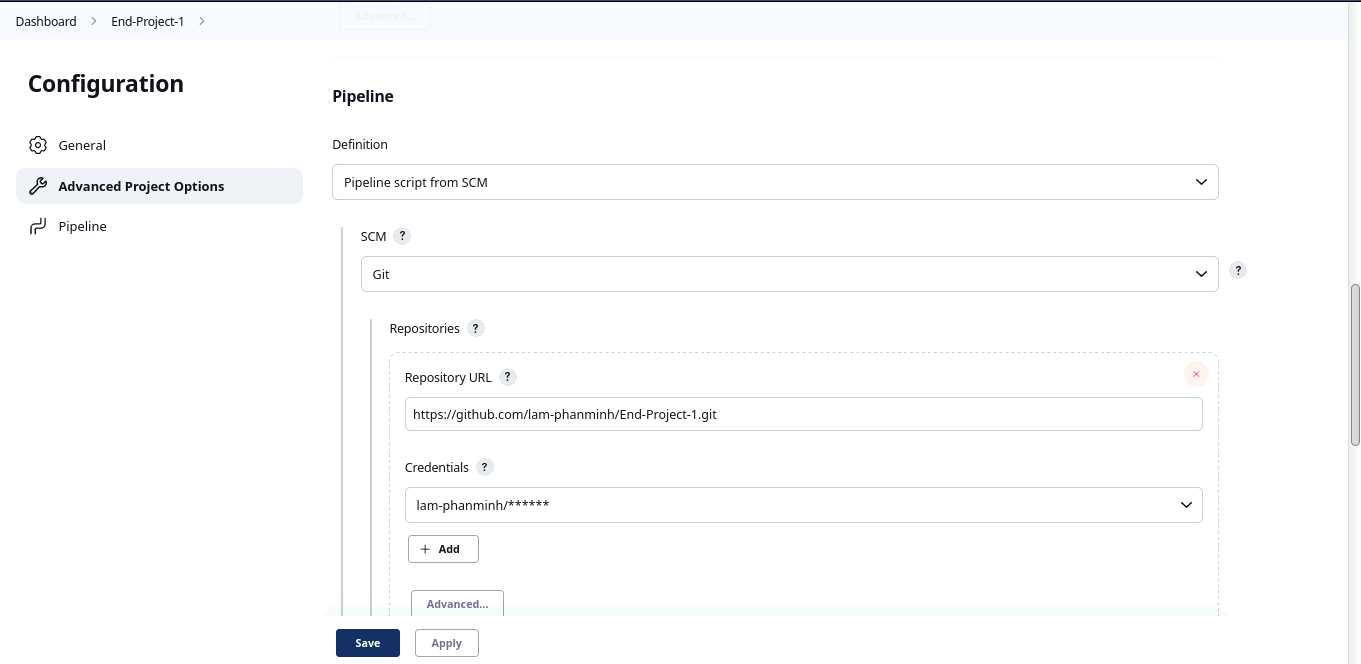 Dashboard > End-Project-1 >
Advanced...
Configuration
General
Advanced Project Options
Pipeline
Pipeline
Definition
Pipeline script from SCM
SCM ?
Git
?
Repositories ?
Repository URL ?
https://github.com/lam-phanminh/End-Project-1.git
Credentials ?
lam-phanminh/******
+ Add
Advanced...
Save Apply